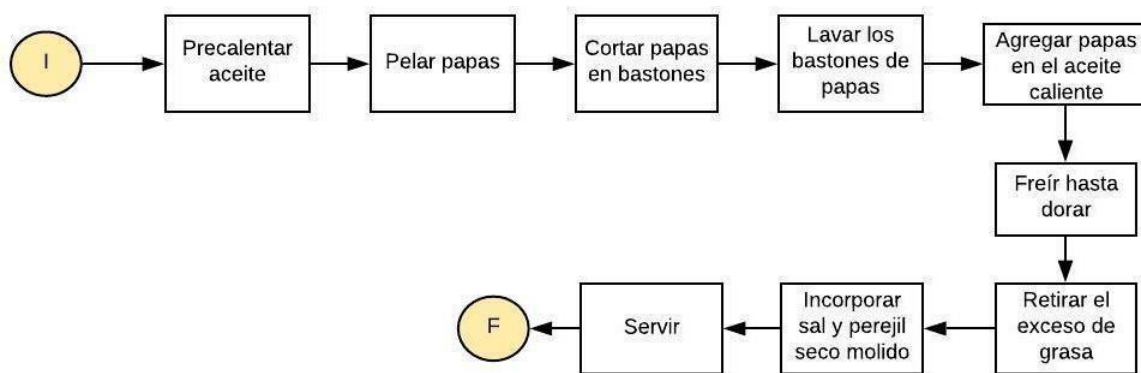 I
Precalentar
aceite
Pelar papas
Cortar papas
en bastones
Lavar los
bastones de
papas
Agregar papas
en el aceite
caliente
Freír hasta
dorar
Retirar el
exceso de
grasa
Incorporar
sal y perejil
seco molido
Servir
F